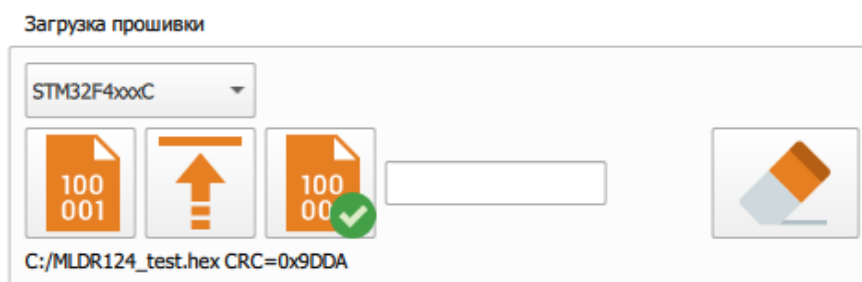 Загрузка прошивки
STM32F4xxxC
100
001
100
00
C:/MLDR124_test.hex CRC=0x9DDA